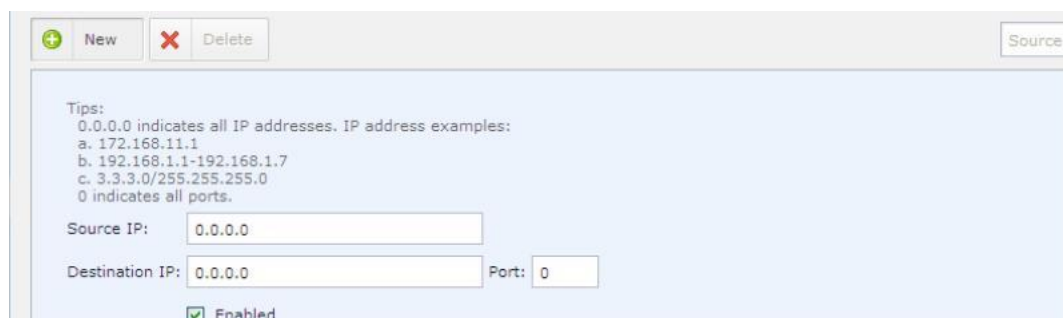 New Delete Source
Tips:
0.0.0.0 indicates all IP addresses. IP address examples:
a. 172.168.11.1
b. 192.168.1.1-192.168.1.7
c. 3.3.3.0/255.255.255.0
0 indicates all ports.
Source IP: 0.0.0.0
Destination IP: 0.0.0.0 Port: 0
Enabled